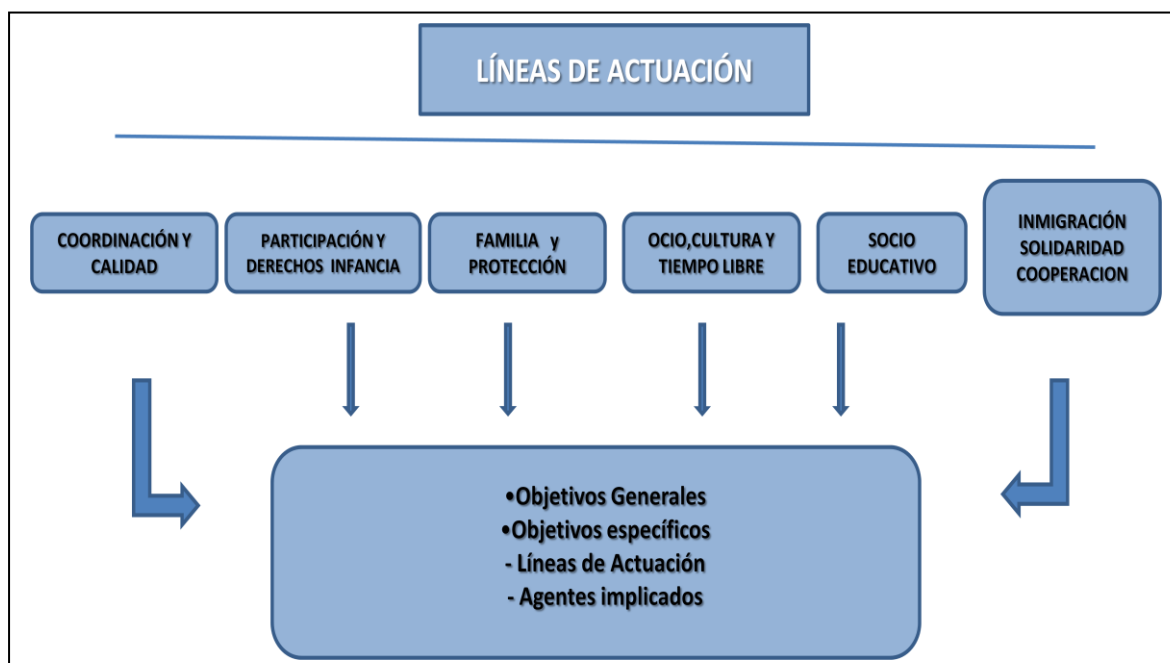 LÍNEAS DE ACTUACIÓN
COORDINACIÓN Y
CALIDAD
PARTICIPACIÓN Y
DERECHOS INFANCIA
FAMILIA y
PROTECCIÓN
OCIO,CULTURA Y
TIEMPO LIBRE
SOCIO
EDUCATIVO
INMIGRACIÓN
SOLIDARIDAD
COOPERACION
•Objetivos Generales
•Objetivos específicos
- Líneas de Actuación
- Agentes implicados